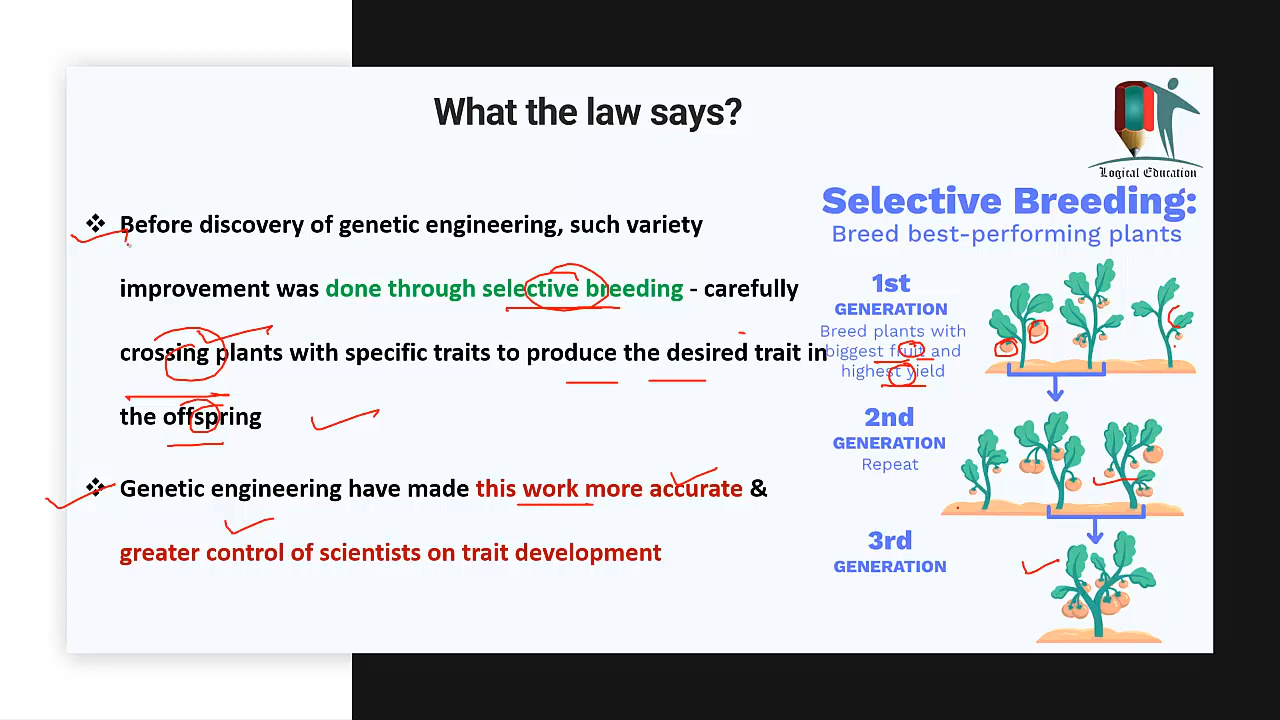 What the law says?
Logical Education
❖ Before discovery of genetic engineering, such variety
improvement was done through selective breeding - carefully
crossing plants with specific traits to produce the desired trait in
the offspring
❖ Genetic engineering have made this work more accurate &
greater control of scientists on trait development
Selective Breeding:
Breed best-performing plants
1st
GENERATION
Breed plants with
biggest fruit and
highest yield
2nd
GENERATION
Repeat
3rd
GENERATION